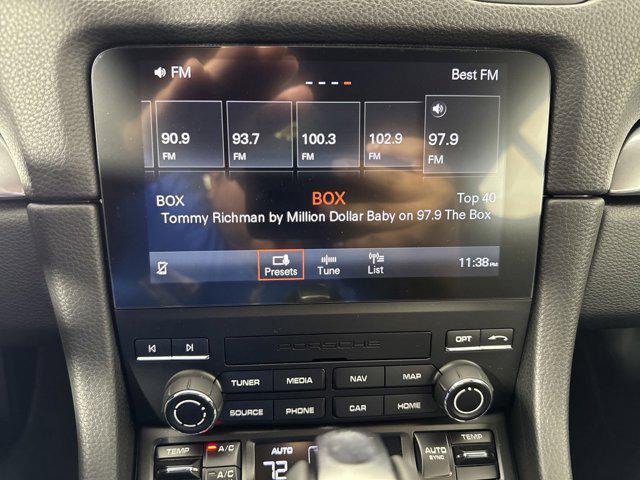 FM
Best FM
90.9
FM
93.7
FM
100.3
FM
102.9
FM
97.9
FM
BOX
BOX
Top 40
Tommy Richman by Million Dollar Baby on 97.9 The Box
Presets
Tune
List
11:38 PM
PORSCHE
OPT
TUNER
MEDIA
NAV
MAP
SOURCE
PHONE
CAR
HOME
TEMP
A/C
A/C
AUTO
72
AUTO
SYNC
TEMP